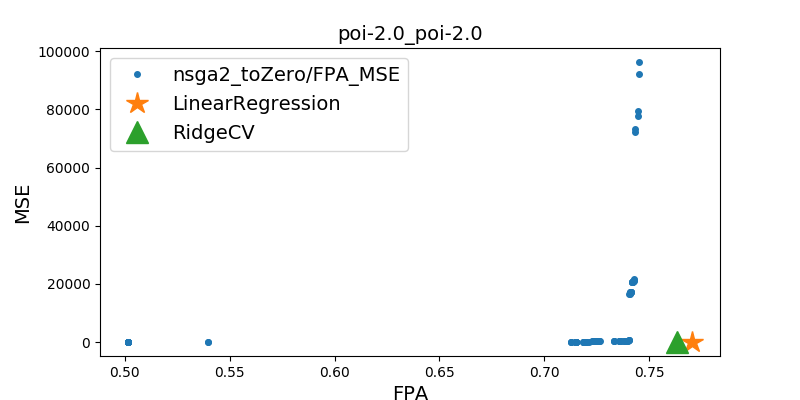 poi-2.0_poi-2.0
100000
80000
60000
40000
20000
0
MSE
nsga2_toZero/FPA_MSE
LinearRegression
RidgeCV
0.50 0.55 0.60 0.65 0.70 0.75
FPA